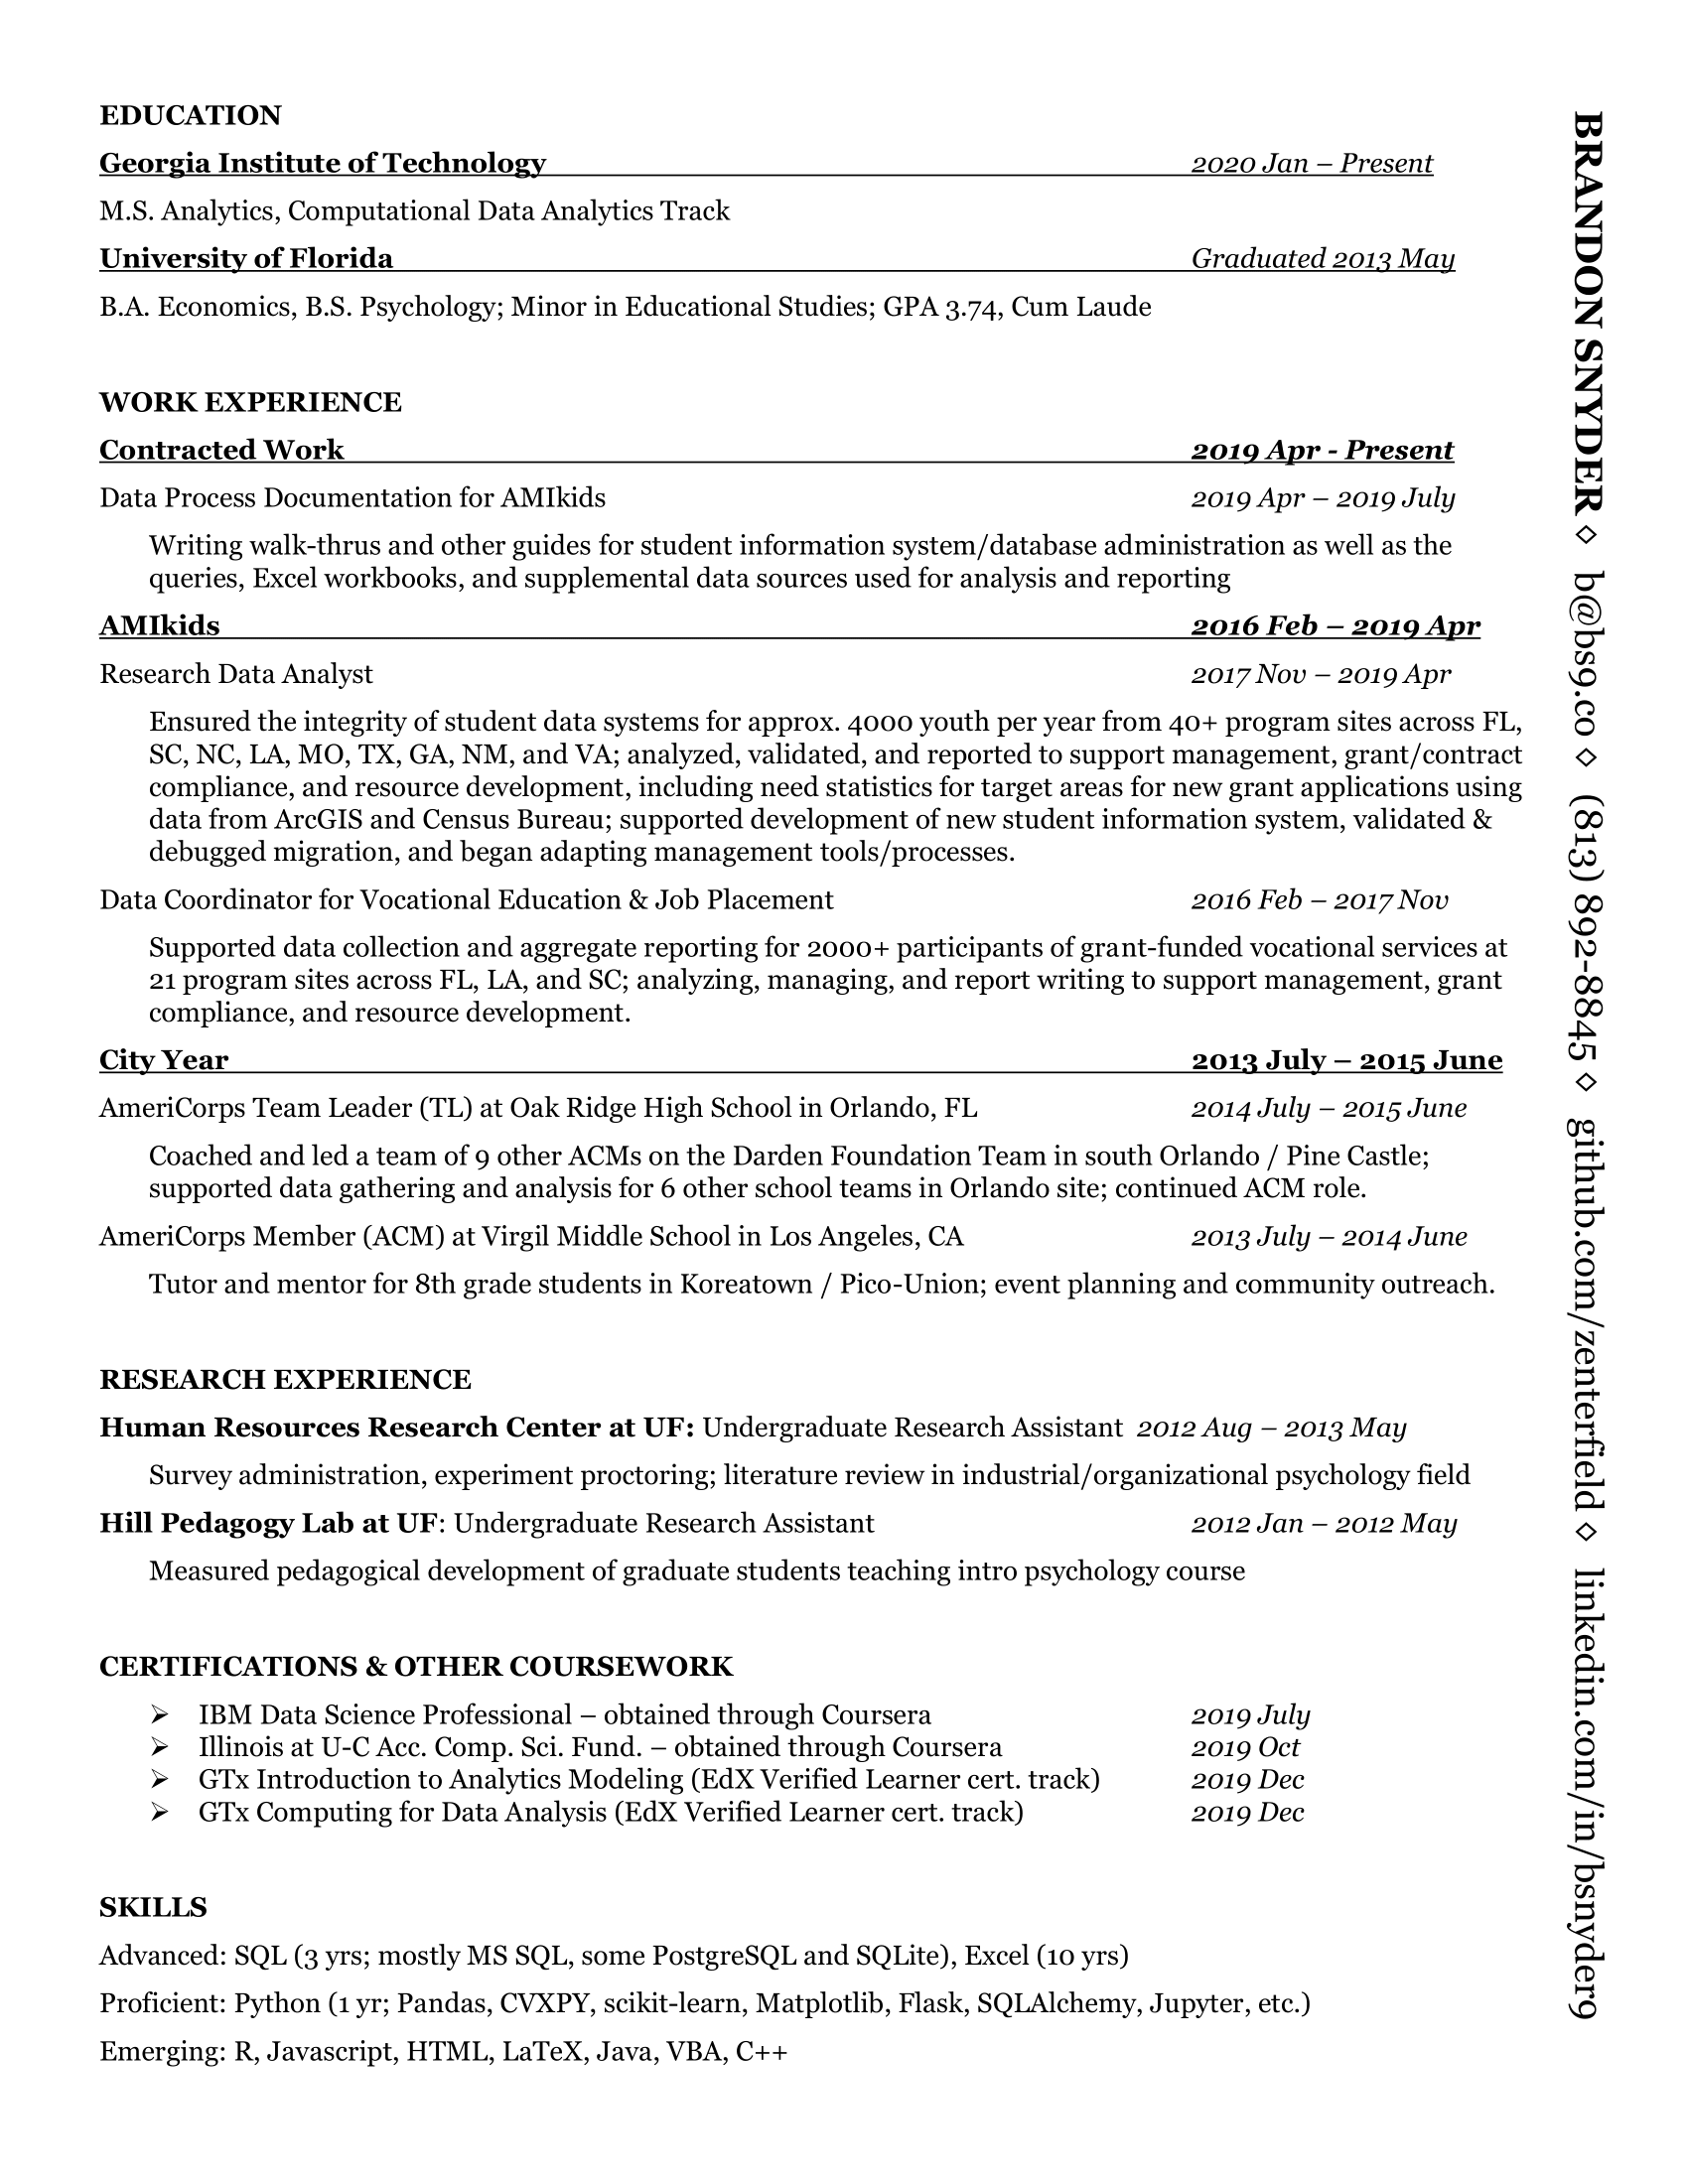 EDUCATION
Georgia Institute of Technology 2020 Jan – Present
M.S. Analytics, Computational Data Analytics Track
University of Florida Graduated 2013 May
B.A. Economics, B.S. Psychology; Minor in Educational Studies; GPA 3.74, Cum Laude
WORK EXPERIENCE
Contracted Work 2019 Apr - Present
Data Process Documentation for AMIkids 2019 Apr – 2019 July
Writing walk-thrus and other guides for student information system/database administration as well as the
queries, Excel workbooks, and supplemental data sources used for analysis and reporting
AMIkids 2016 Feb – 2019 Apr
Research Data Analyst 2017 Nov – 2019 Apr
Ensured the integrity of student data systems for approx. 4000 youth per year from 40+ program sites across FL,
SC, NC, LA, MO, TX, GA, NM, and VA; analyzed, validated, and reported to support management, grant/contract
compliance, and resource development, including need statistics for target areas for new grant applications using
data from ArcGIS and Census Bureau; supported development of new student information system, validated &
debugged migration, and began adapting management tools/processes.
Data Coordinator for Vocational Education & Job Placement 2016 Feb – 2017 Nov
Supported data collection and aggregate reporting for 2000+ participants of grant-funded vocational services at
21 program sites across FL, LA, and SC; analyzing, managing, and report writing to support management, grant
compliance, and resource development.
City Year 2013 July – 2015 June
AmeriCorps Team Leader (TL) at Oak Ridge High School in Orlando, FL 2014 July – 2015 June
Coached and led a team of 9 other ACMs on the Darden Foundation Team in south Orlando / Pine Castle;
supported data gathering and analysis for 6 other school teams in Orlando site; continued ACM role.
AmeriCorps Member (ACM) at Virgil Middle School in Los Angeles, CA 2013 July – 2014 June
Tutor and mentor for 8th grade students in Koreatown / Pico-Union; event planning and community outreach.
RESEARCH EXPERIENCE
Human Resources Research Center at UF: Undergraduate Research Assistant 2012 Aug – 2013 May
Survey administration, experiment proctoring; literature review in industrial/organizational psychology field
Hill Pedagogy Lab at UF: Undergraduate Research Assistant 2012 Jan – 2012 May
Measured pedagogical development of graduate students teaching intro psychology course
CERTIFICATIONS & OTHER COURSEWORK
➢ IBM Data Science Professional – obtained through Coursera 2019 July
➢ Illinois at U-C Acc. Comp. Sci. Fund. – obtained through Coursera 2019 Oct
➢ GTx Introduction to Analytics Modeling (EdX Verified Learner cert. track) 2019 Dec
➢ GTx Computing for Data Analysis (EdX Verified Learner cert. track) 2019 Dec
SKILLS
Advanced: SQL (3 yrs; mostly MS SQL, some PostgreSQL and SQLite), Excel (10 yrs)
Proficient: Python (1 yr; Pandas, CVXPY, scikit-learn, Matplotlib, Flask, SQLAlchemy, Jupyter, etc.)
Emerging: R, Javascript, HTML, LaTeX, Java, VBA, C++
BRANDON SNYDER ◊ b@bs9.co ◊ (813) 892-8845 ◊ github.com/zenterfield ◊ linkedin.com/in/bsnyder9